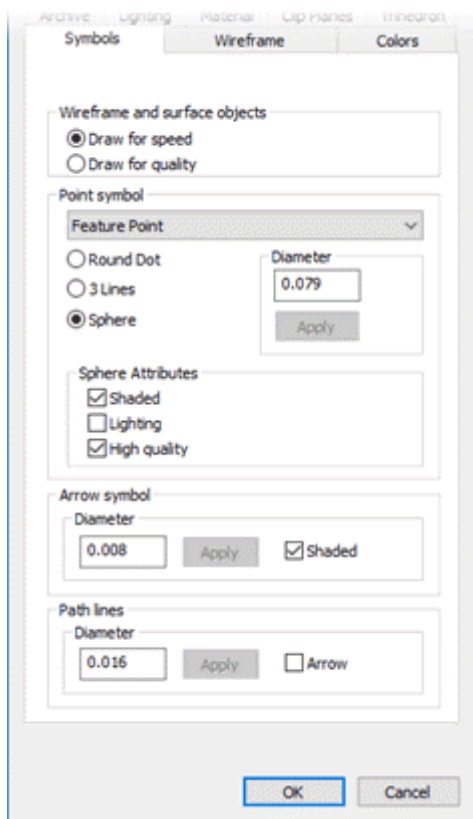 Archive Lighting Material Clip Planes Trihedron
Symbols Wireframe Colors
Wireframe and surface objects
Draw for speed
Draw for quality
Point symbol
Feature Point
Round Dot
3 Lines
Sphere
Diameter
0.079
Apply
Sphere Attributes
Shaded
Lighting
High quality
Arrow symbol
Diameter
0.008 Apply Shaded
Path lines
Diameter
0.016 Apply Arrow
OK Cancel